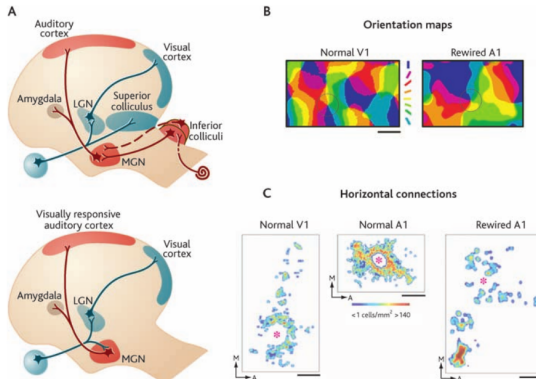 A
Auditory
cortex
Visual
cortex
Superior
colliculus
Amygdala
LGN
Inferior
colliculi
MGN
Visually responsive
auditory cortex
Visual
cortex
Amygdala
LGN
MGN
B
Orientation maps
Normal V1
Rewired A1
C
Horizontal connections
Normal V1
Normal A1
Rewired A1
M
A
<1 cells/mm² >140
M
A
M
A